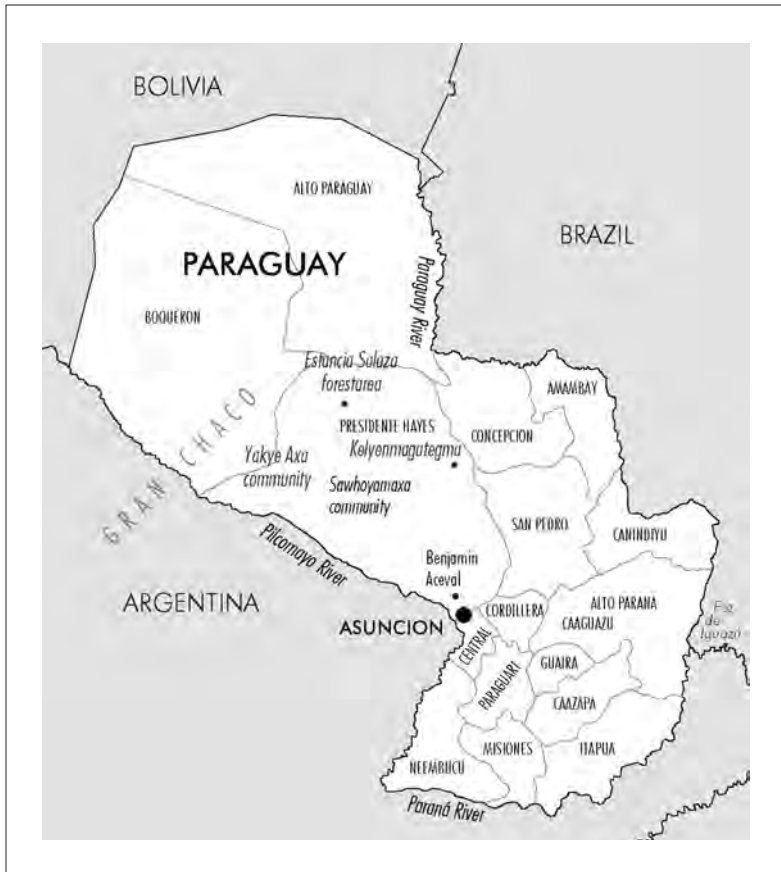 BOLIVIA
ALTO PARAGUAY
BRAZIL
PARAGUAY
Paraguay River
BOQUERON
Estancia Salaza
forestarea
AMAMBAY
GRAN CHACO
PRESIDENTE HAYES
CONCEPCION
Kelyenmagategma
Yakye Axa
community
Sawhoyamaxa
community
SAN PEDRO
CANINDIYU
Pilcomayo River
Benjamin
Aceval
ARGENTINA
ASUNCION
CORDILLERA
ALTO PARANA
CAAGUAZU
CENTRAL
PARAGUARI
GUAIRA
CAAZAPA
MISIONES
ITAPUA
NEEMBUCU
Paraná River